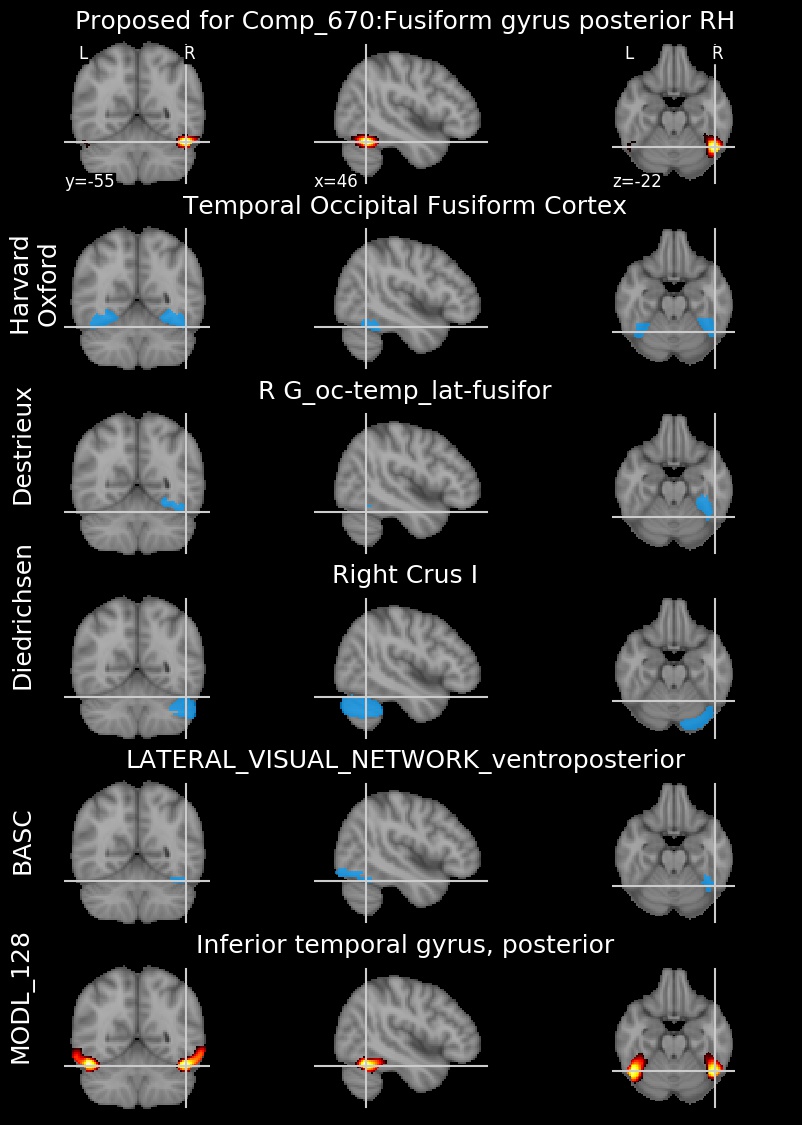 Proposed for Comp_670:Fusiform gyrus posterior RH
L R L R
y=-55 x=46 z=-22
Temporal Occipital Fusiform Cortex
Harvard
Oxford
R G_oc-temp_lat-fusifor
Destrieux
Right Crus I
Diedrichsen
LATERAL_VISUAL_NETWORK_ventroposterior
BASC
Inferior temporal gyrus, posterior
MODL_128